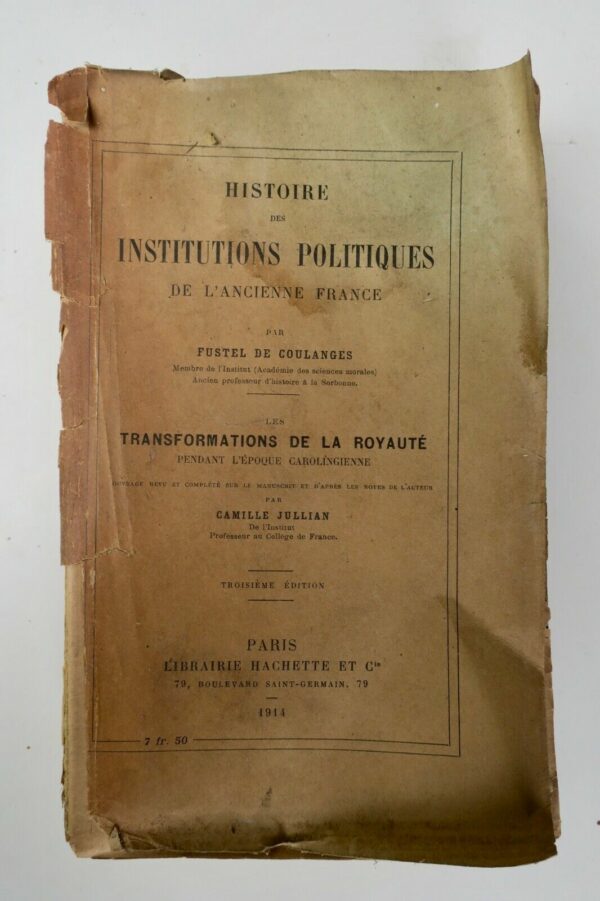 HISTOIRE
DES
INSTITUTIONS POLITIQUES
DE L'ANCIENNE FRANCE
PAR
FUSTEL DE COULANGES
Membre de l'Institut (Académie des sciences morales)
Ancien professeur d'histoire à la Sorbonne.
LES
TRANSFORMATIONS DE LA ROYAUTÉ
PENDANT L'ÉPOQUE CAROLINGIENNE
OUVRAGE REVU ET COMPLÉTÉ SUR LE MANUSCRIT ET D'APRÈS LES NOTES DE L'AUTEUR
PAR
CAMILLE JULLIAN
De l'Institut
Professeur au Collège de France.
TROISIÈME ÉDITION
PARIS
LIBRAIRIE HACHETTE ET Cie
79, BOULEVARD SAINT-GERMAIN, 79
1914
7 fr. 50